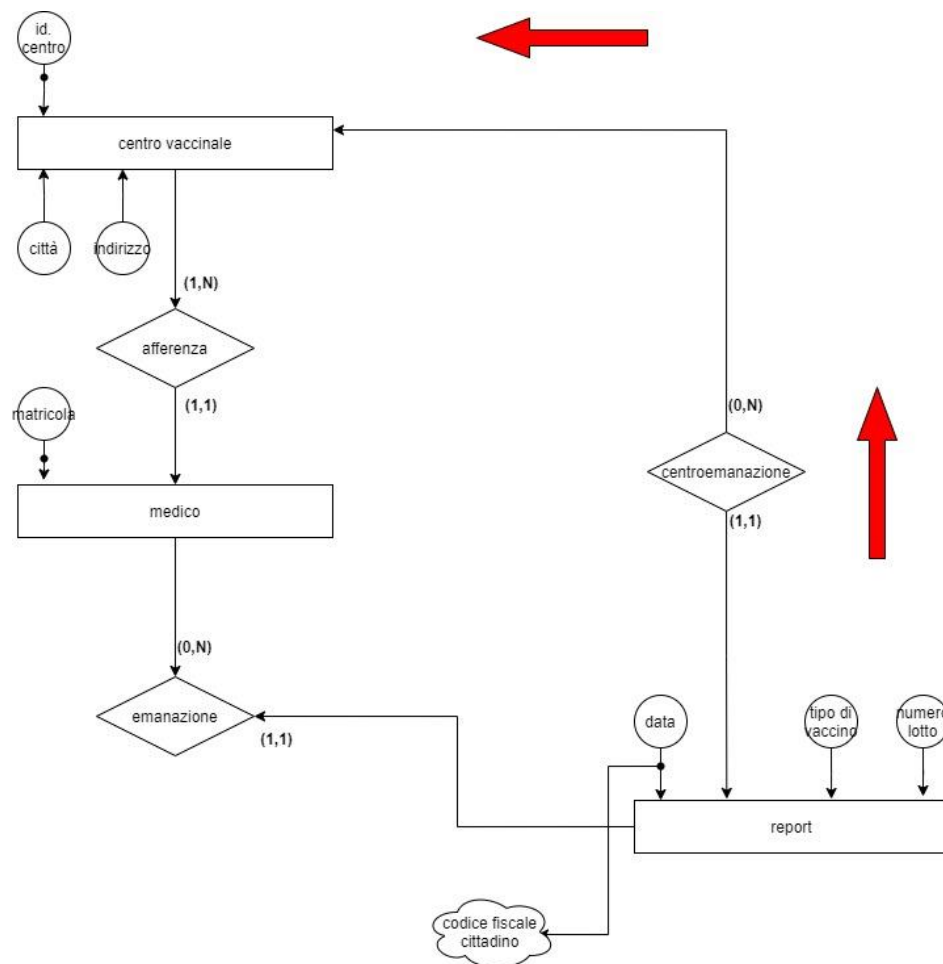 id.
centro
centro vaccinale
città
indirizzo
(1,N)
afferenza
(1,1)
matricola
(0,N)
centroemanazione
(1,1)
medico
(0,N)
emanazione
(1,1)
data
tipo di
vaccino
numero
lotto
report
codice fiscale
cittadino